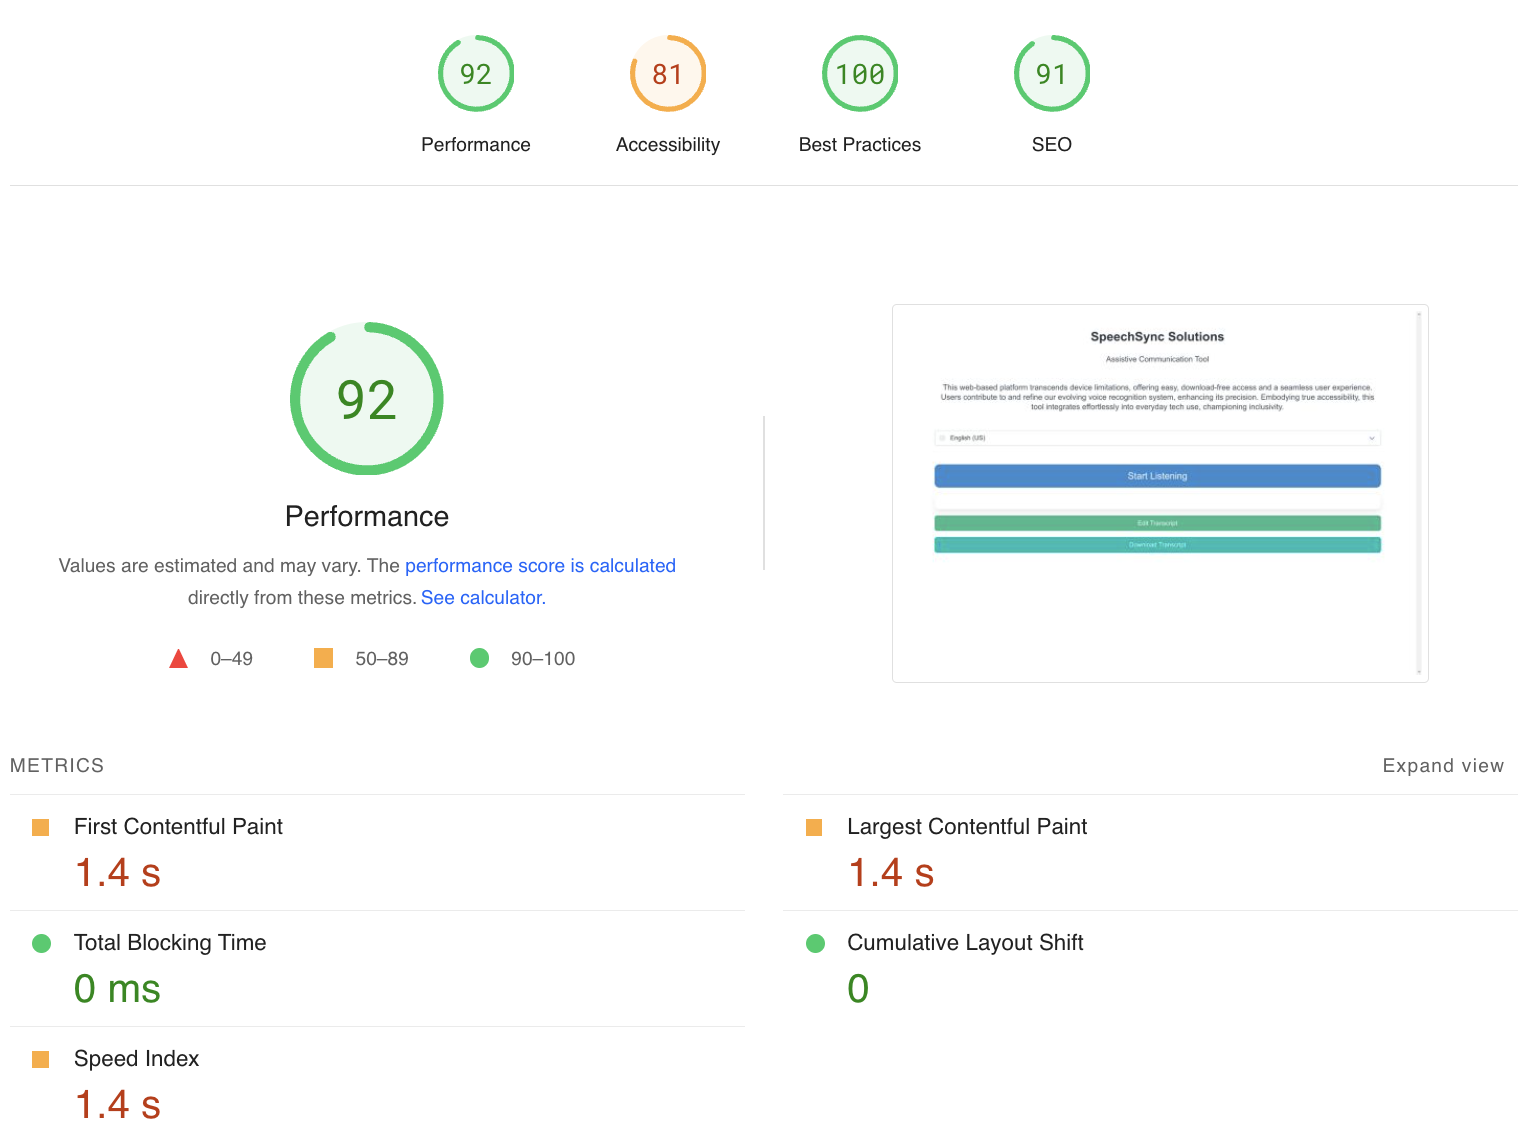 92
81
100
91
Performance
Accessibility
Best Practices
SEO
92
Performance
Values are estimated and may vary. The performance score is calculated
directly from these metrics. See calculator.
0–49
50–89
90–100
SpeechSync Solutions
Assistive Communication Tool
This web-based platform transcends device limitations, offering easy, download-free access and a seamless user experience.
Users contribute to and refine our evolving voice recognition system, enhancing its precision. Embodying true accessibility, this
tool integrates effortlessly into everyday tech use, championing inclusivity.
English (US)
Start Listening
Edit Transcript
Download Transcript
METRICS
Expand view
First Contentful Paint
1.4 s
Largest Contentful Paint
1.4 s
Total Blocking Time
0 ms
Cumulative Layout Shift
0
Speed Index
1.4 s